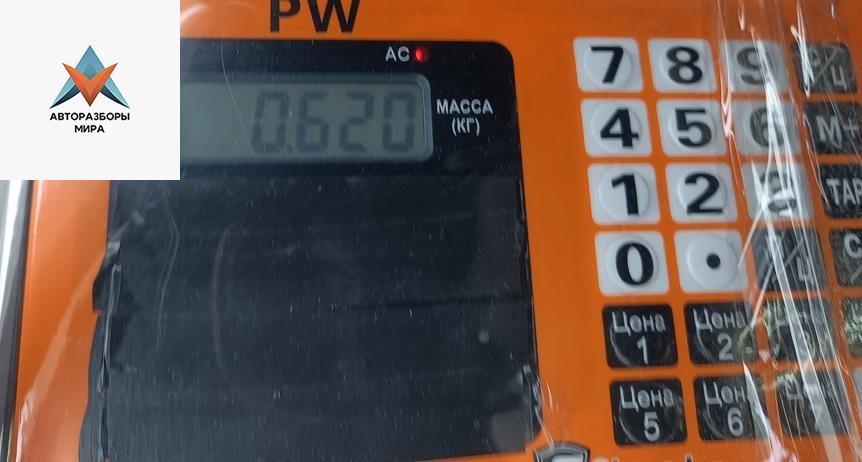 PW
АВТОРАЗБОРЫ
МИРА
AC
0.620
МАССА
(КГ)
7 8 9
4 5 6 М+
1 2 3 ТАР
0 •
Цена 1
Цена 2
Цена 5
Цена 6